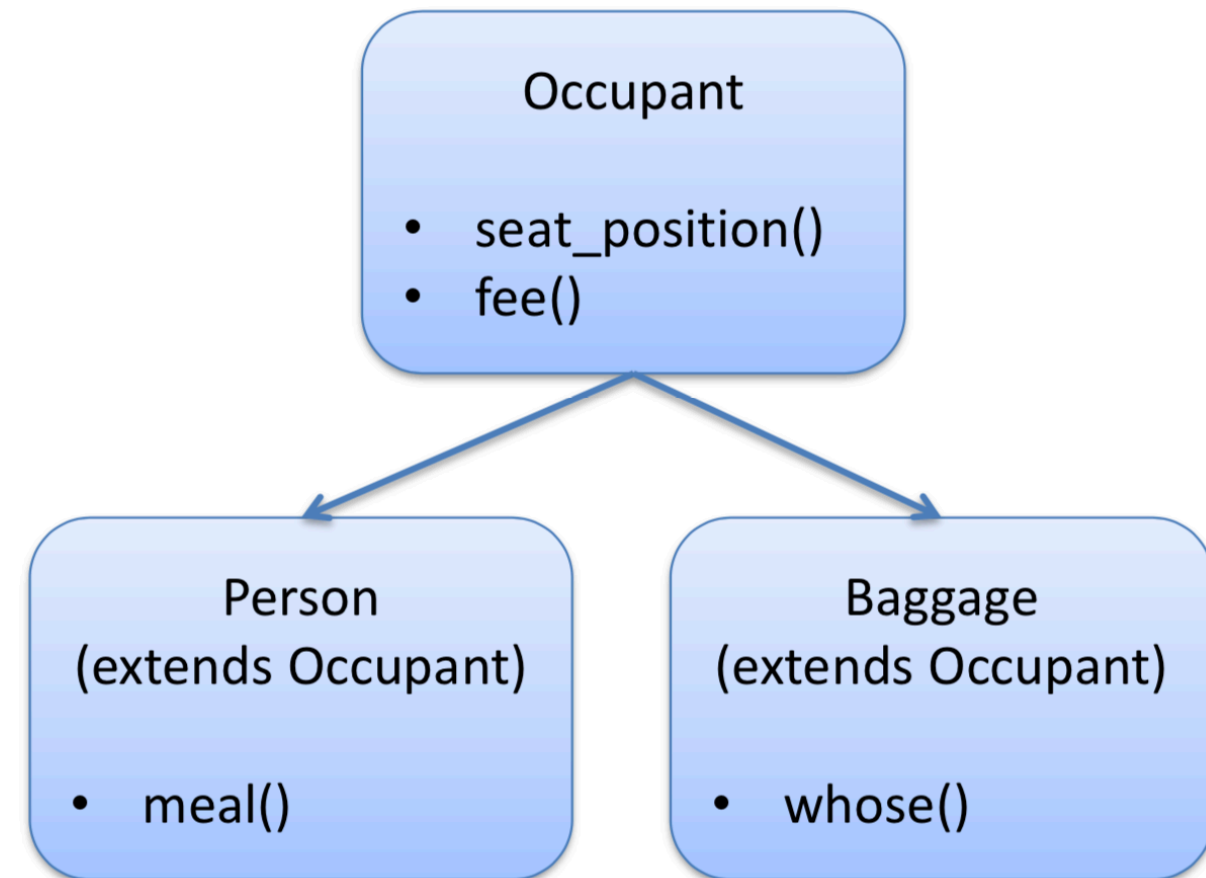 Occupant
• seat_position()
• fee()
Person
(extends Occupant)
• meal()
Baggage
(extends Occupant)
• whose()